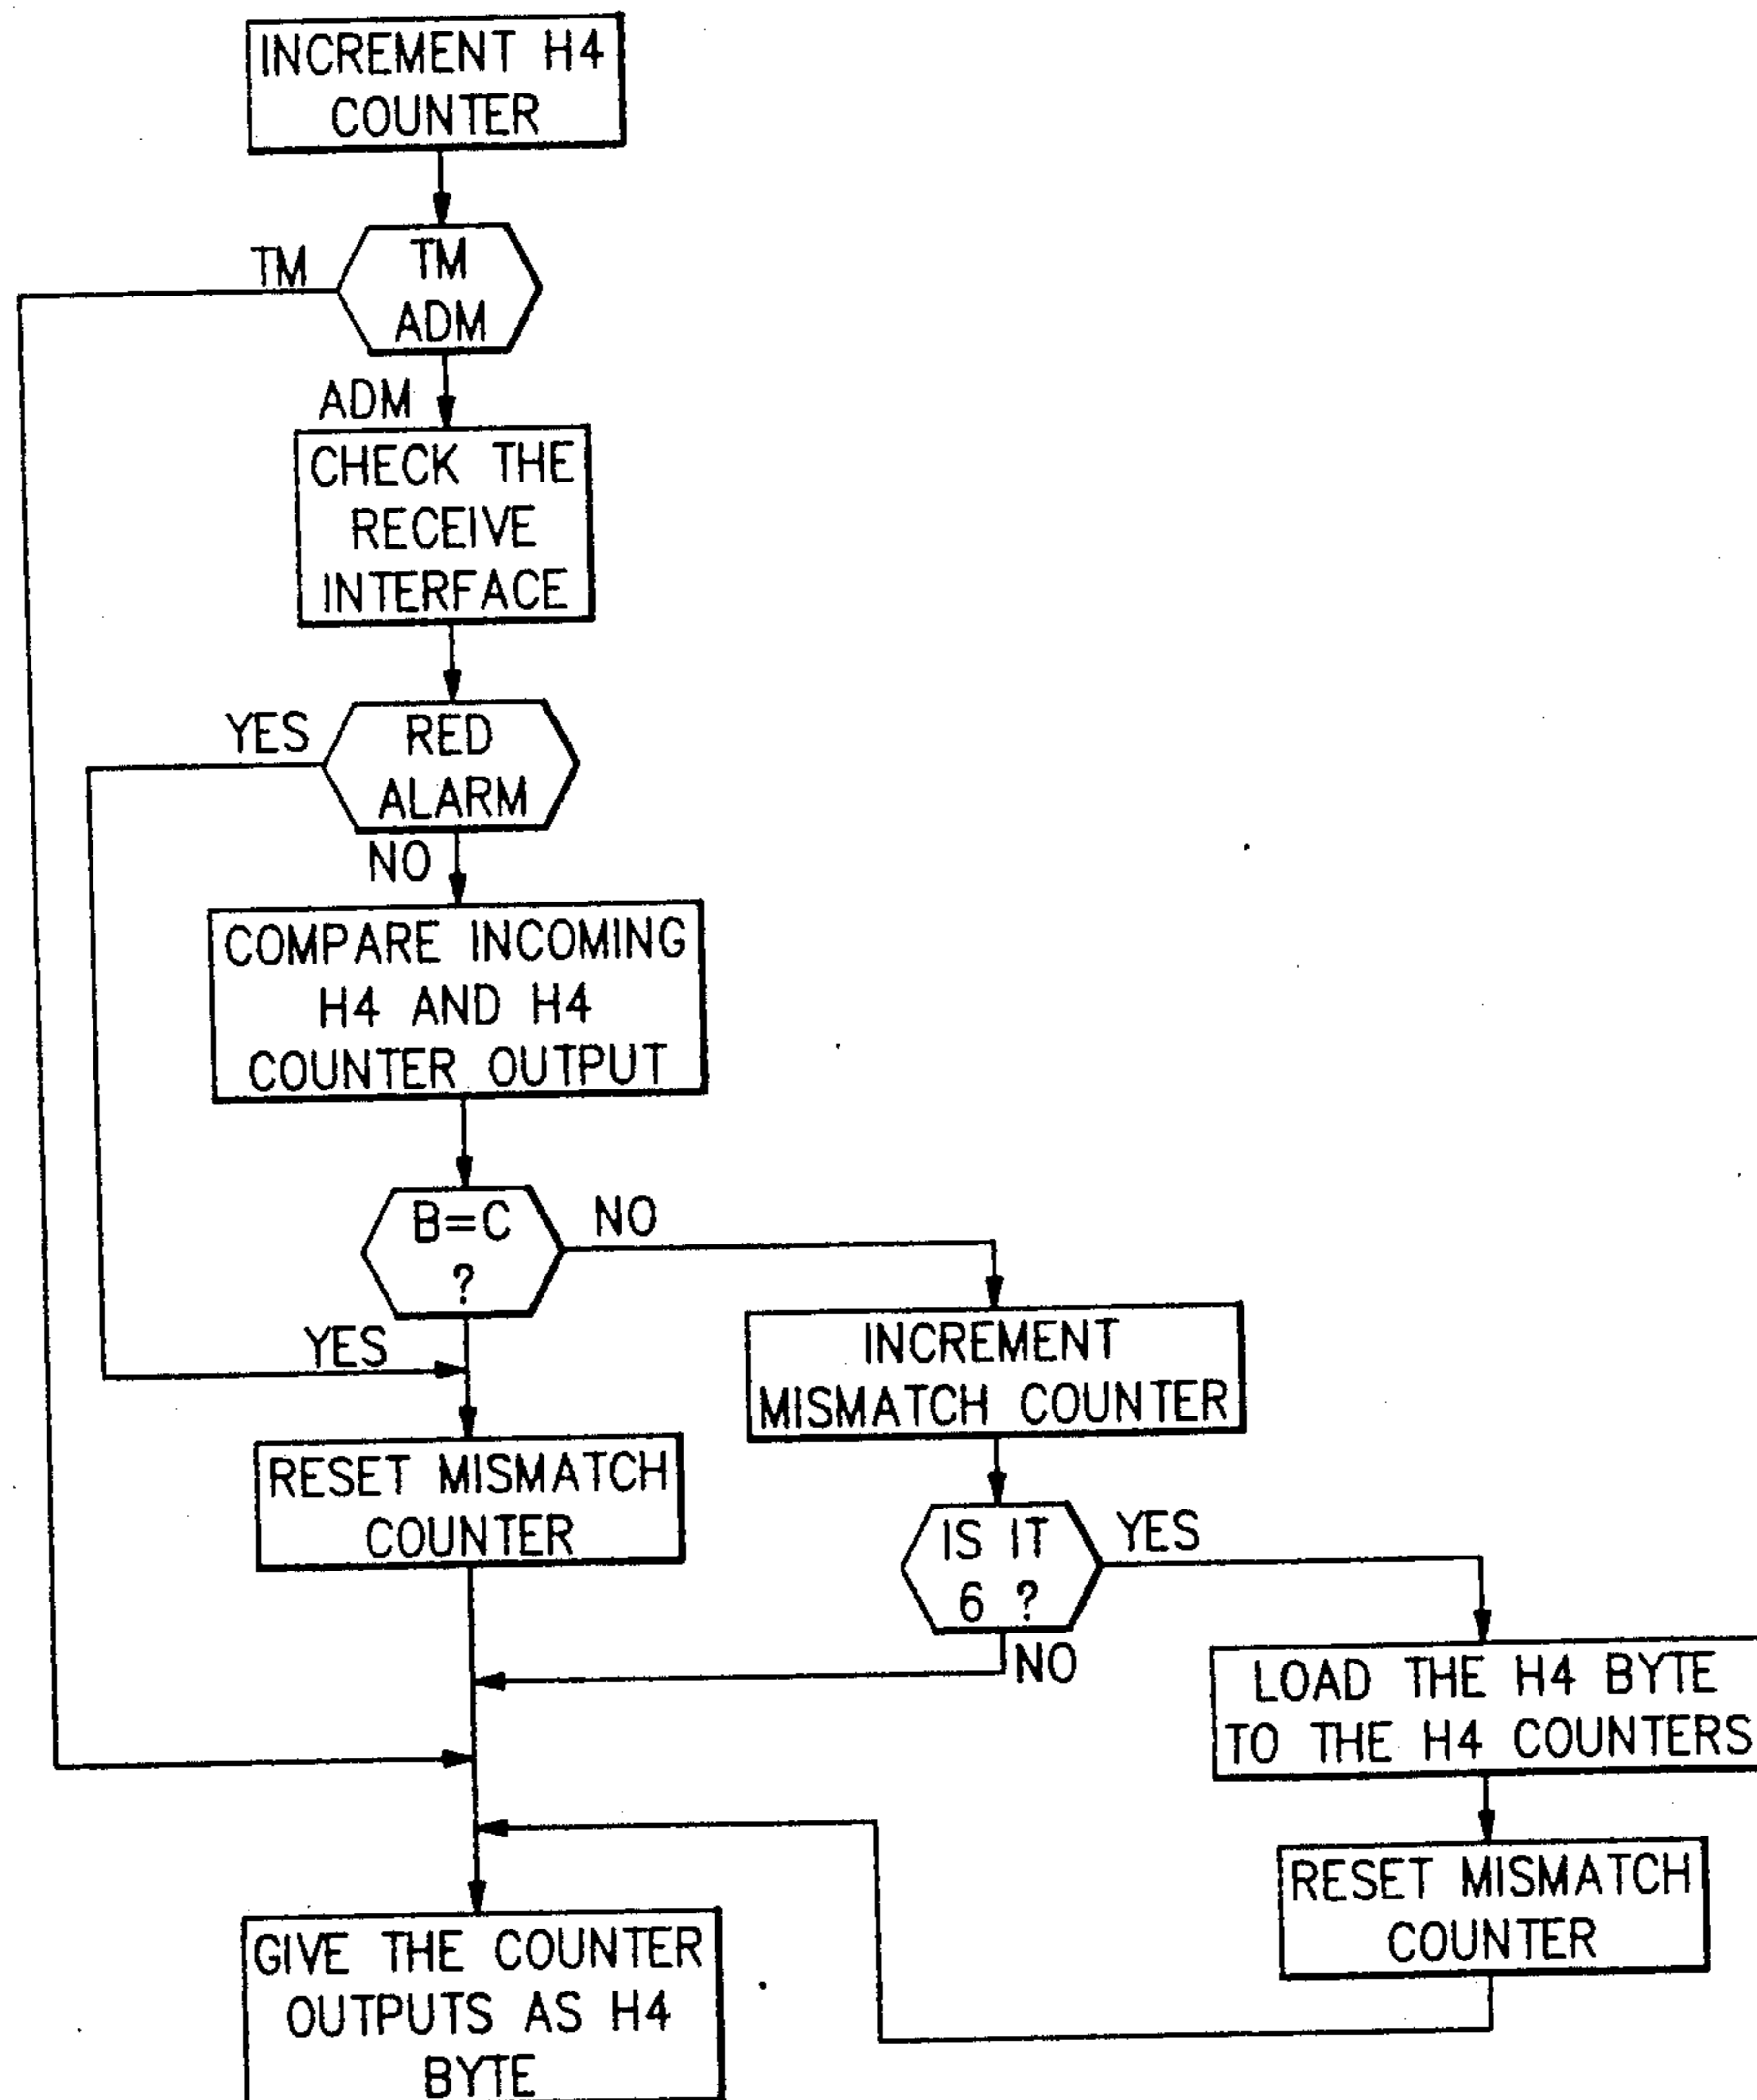 INCREMENT H4
COUNTER
TM
TM
ADM
ADM
CHECK THE
RECEIVE
INTERFACE
YES
RED
ALARM
NO
COMPARE INCOMING
H4 AND H4
COUNTER OUTPUT
B=C
?
NO
YES
INCREMENT
MISMATCH COUNTER
RESET MISMATCH
COUNTER
IS IT
6 ?
YES
NO
LOAD THE H4 BYTE
TO THE H4 COUNTERS
RESET MISMATCH
COUNTER
GIVE THE COUNTER
OUTPUTS AS H4
BYTE